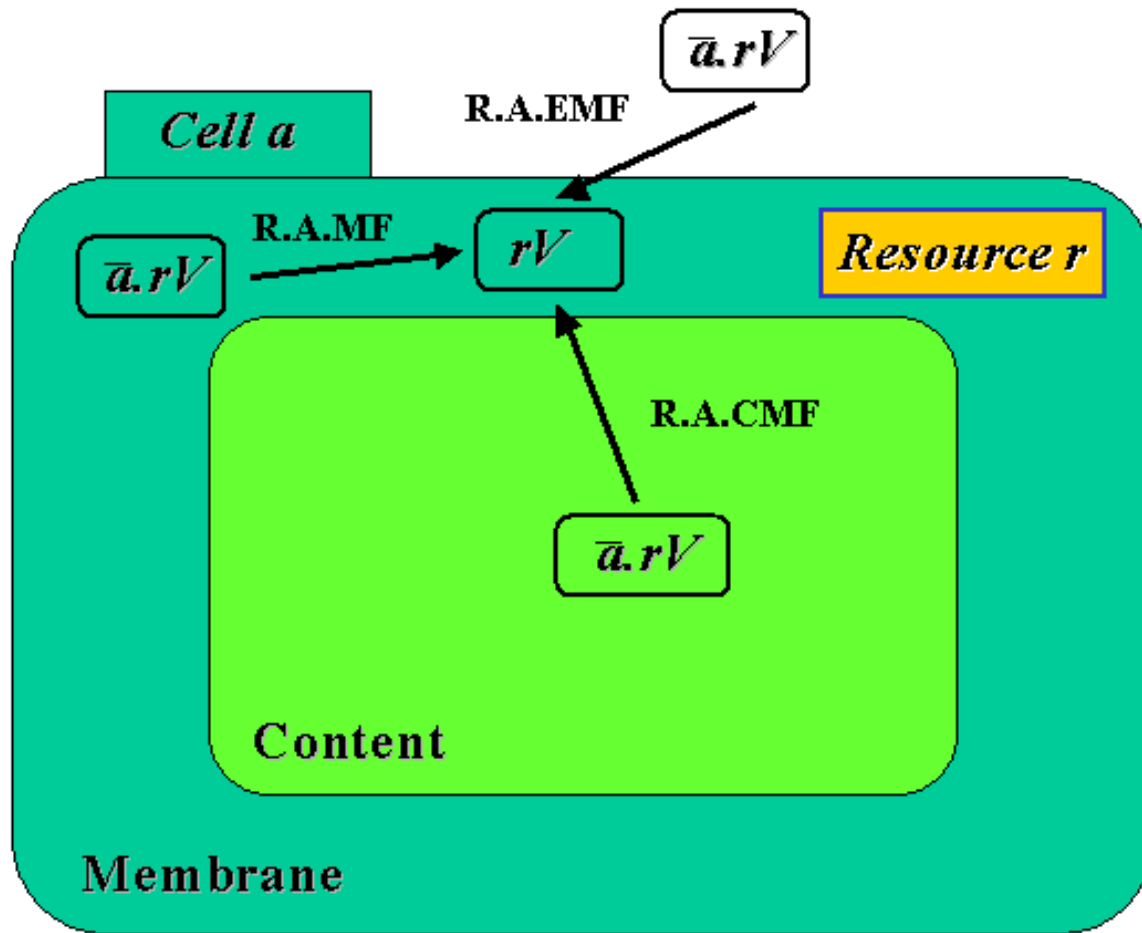 a̅.rV
R.A.EMF
Cell a
R.A.MF
rV
Resource r
a̅.rV
R.A.CMF
a̅.rV
Content
Membrane